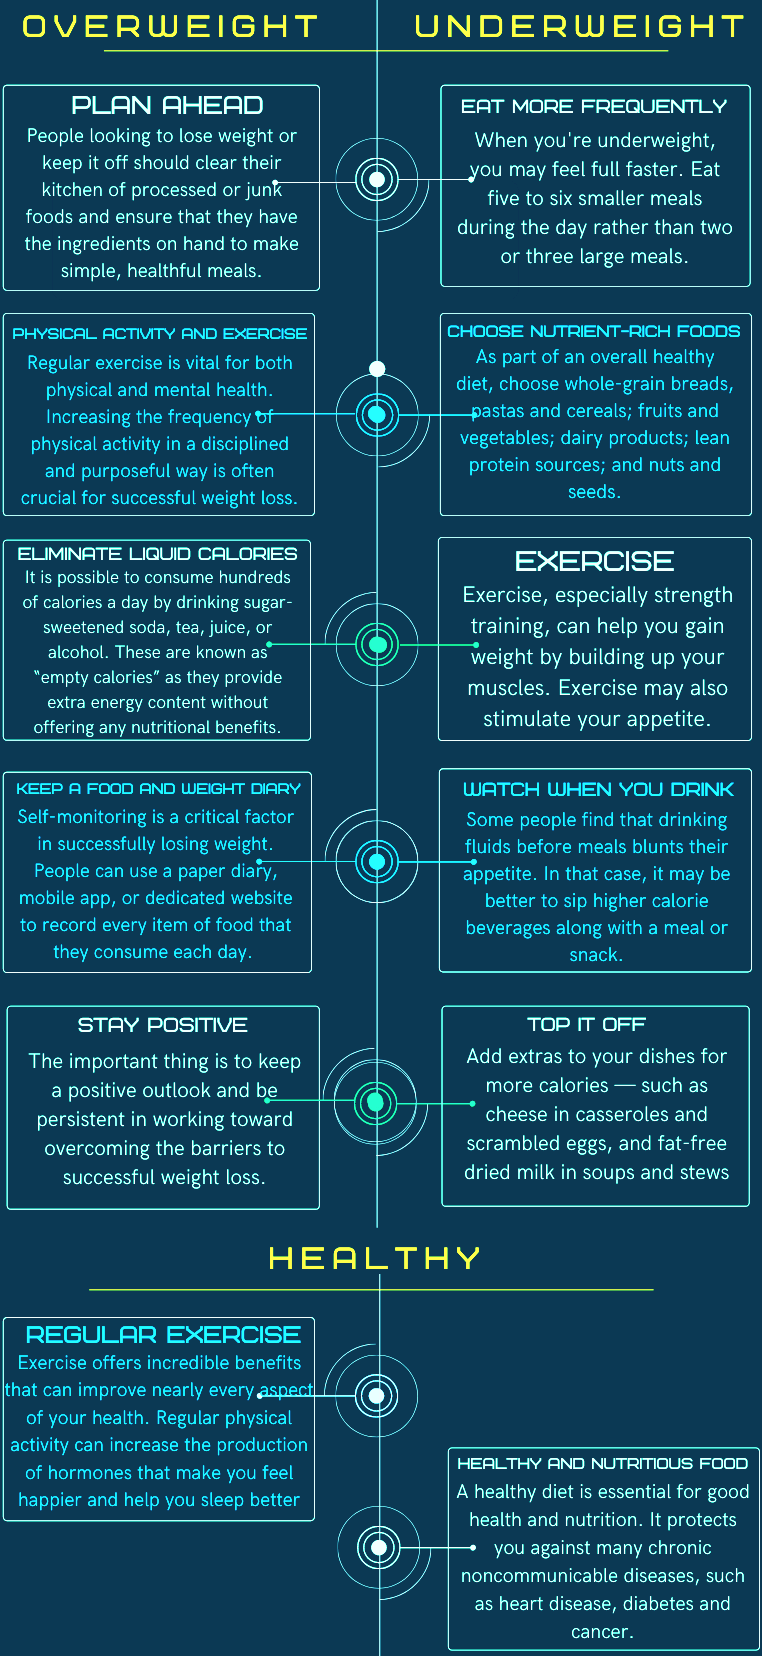 OVERWEIGHT
PLAN AHEAD
People looking to lose weight or
keep it off should clear their
kitchen of processed or junk
foods and ensure that they have
the ingredients on hand to make
simple, healthful meals.
PHYSICAL ACTIVITY AND EXERCISE
Regular exercise is vital for both
physical and mental health.
Increasing the frequency of
physical activity in a disciplined
and purposeful way is often
crucial for successful weight loss.
ELIMINATE LIQUID CALORIES
It is possible to consume hundreds
of calories a day by drinking sugar-
sweetened soda, tea, juice, or
alcohol. These are known as
“empty calories” as they provide
extra energy content without
offering any nutritional benefits.
KEEP A FOOD AND WEIGHT DIARY
Self-monitoring is a critical factor
in successfully losing weight.
People can use a paper diary,
mobile app, or dedicated website
to record every item of food that
they consume each day.
STAY POSITIVE
The important thing is to keep
a positive outlook and be
persistent in working toward
overcoming the barriers to
successful weight loss.
UNDERWEIGHT
EAT MORE FREQUENTLY
When you're underweight,
you may feel full faster. Eat
five to six smaller meals
during the day rather than two
or three large meals.
CHOOSE NUTRIENT-RICH FOODS
As part of an overall healthy
diet, choose whole-grain breads,
pastas and cereals; fruits and
vegetables; dairy products; lean
protein sources; and nuts and
seeds.
EXERCISE
Exercise, especially strength
training, can help you gain
weight by building up your
muscles. Exercise may also
stimulate your appetite.
WATCH WHEN YOU DRINK
Some people find that drinking
fluids before meals blunts their
appetite. In that case, it may be
better to sip higher calorie
beverages along with a meal or
snack.
TOP IT OFF
Add extras to your dishes for
more calories — such as
cheese in casseroles and
scrambled eggs, and fat-free
dried milk in soups and stews
HEALTHY
REGULAR EXERCISE
Exercise offers incredible benefits
that can improve nearly every aspect
of your health. Regular physical
activity can increase the production
of hormones that make you feel
happier and help you sleep better
HEALTHY AND NUTRITIOUS FOOD
A healthy diet is essential for good
health and nutrition. It protects
you against many chronic
noncommunicable diseases, such
as heart disease, diabetes and
cancer.